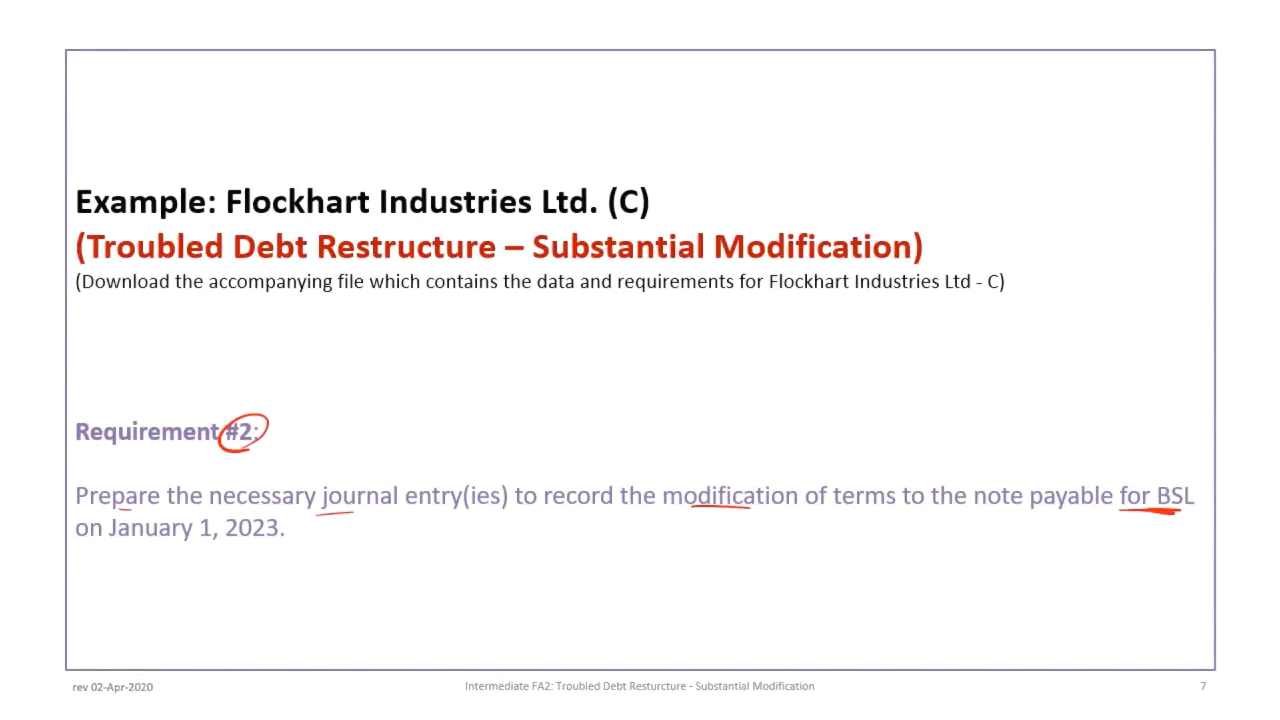 Example: Flockhart Industries Ltd. (C)
(Troubled Debt Restructure – Substantial Modification)
(Download the accompanying file which contains the data and requirements for Flockhart Industries Ltd - C)
Requirement #2:
Prepare the necessary journal entry(ies) to record the modification of terms to the note payable for BSL
on January 1, 2023.
rev 02-Apr-2020
Intermediate FA2: Troubled Debt Resturcture - Substantial Modification
7